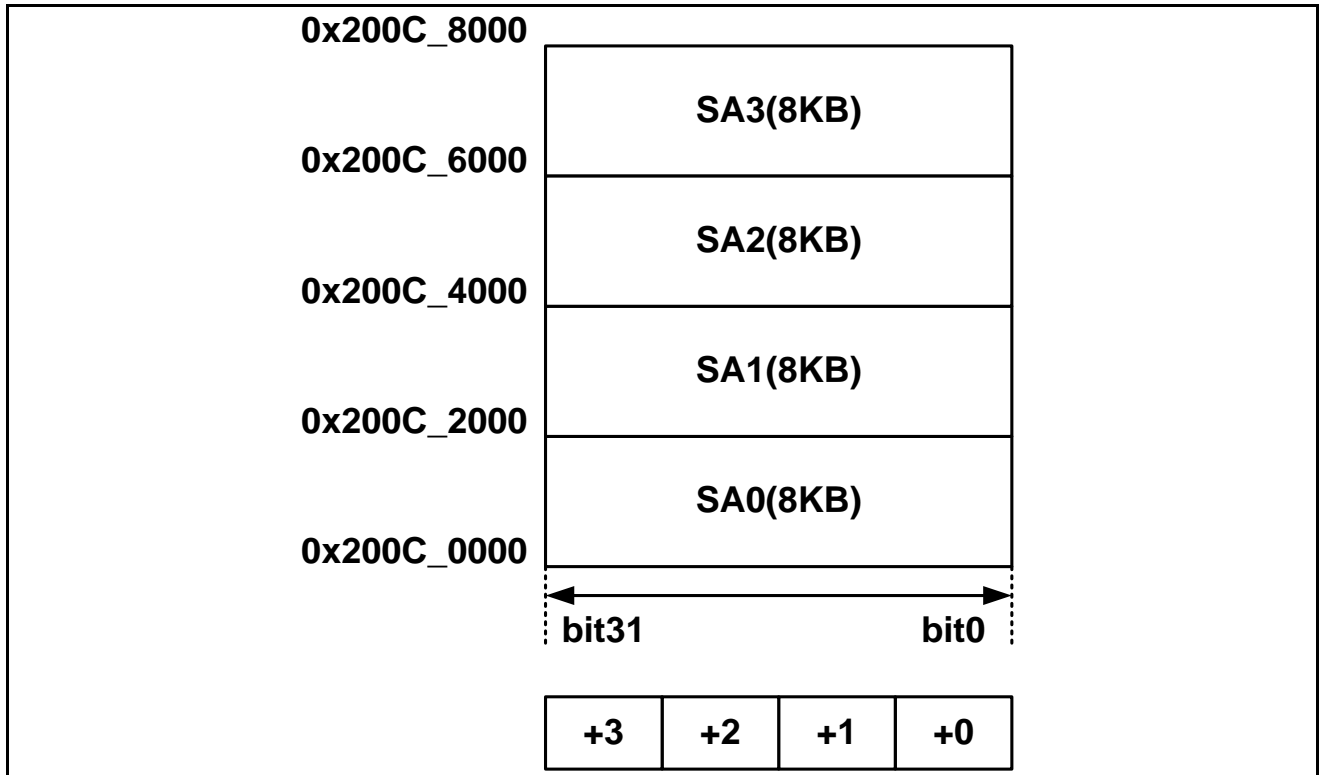 0x200C_8000
SA3(8KB)
0x200C_6000
SA2(8KB)
0x200C_4000
SA1(8KB)
0x200C_2000
SA0(8KB)
0x200C_0000
bit31 bit0
+3 +2 +1 +0